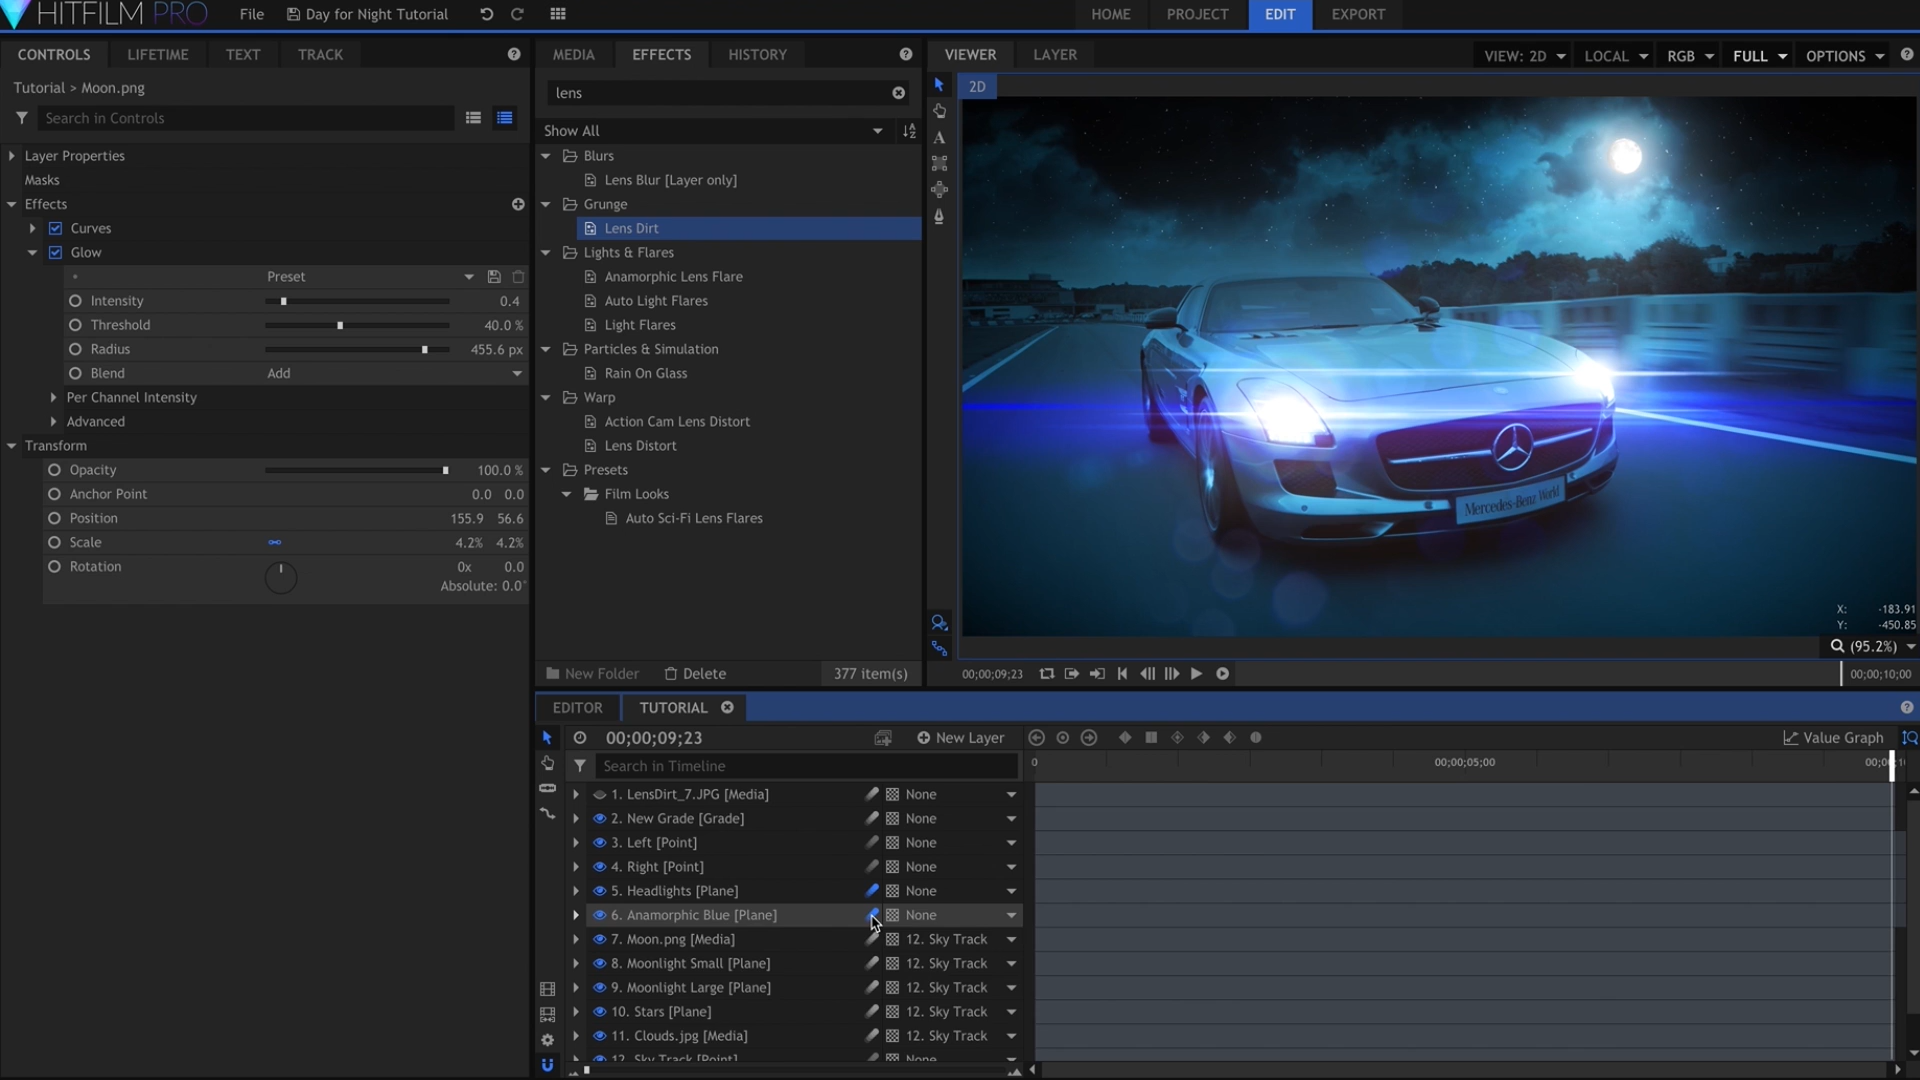 HITFILM PRO
File
Day for Night Tutorial
HOME
PROJECT
EDIT
EXPORT
CONTROLS
LIFETIME
TEXT
TRACK
Tutorial > Moon.png
Search in Controls
Layer Properties
Masks
Effects
Curves
Glow
Preset
Intensity 0.4
Threshold 40.0 %
Radius 455.6 px
Blend Add
Per Channel Intensity
Advanced
Transform
Opacity 100.0 %
Anchor Point 0.0 0.0
Position 155.9 56.6
Scale 4.2% 4.2%
Rotation 0x 0.0
Absolute: 0.0°
MEDIA
EFFECTS
HISTORY
lens
Show All
Blurs
Lens Blur [Layer only]
Grunge
Lens Dirt
Lights & Flares
Anamorphic Lens Flare
Auto Light Flares
Light Flares
Particles & Simulation
Rain On Glass
Warp
Action Cam Lens Distort
Lens Distort
Presets
Film Looks
Auto Sci-Fi Lens Flares
New Folder
Delete
377 item(s)
VIEWER
LAYER
VIEW: 2D
LOCAL
RGB
FULL
OPTIONS
2D
Mercedes-Benz World
X: -183.91
Y: -450.85
(95.2%)
00;00;09;23
00;00;10;00
EDITOR
TUTORIAL
00;00;09;23
New Layer
Value Graph
Search in Timeline
0
00;00;05;00
1. LensDirt_7.JPG [Media] None
2. New Grade [Grade] None
3. Left [Point] None
4. Right [Point] None
5. Headlights [Plane] None
6. Anamorphic Blue [Plane] None
7. Moon.png [Media] 12. Sky Track
8. Moonlight Small [Plane] 12. Sky Track
9. Moonlight Large [Plane] 12. Sky Track
10. Stars [Plane] 12. Sky Track
11. Clouds.jpg [Media] 12. Sky Track
12. Sky Track [Point] None